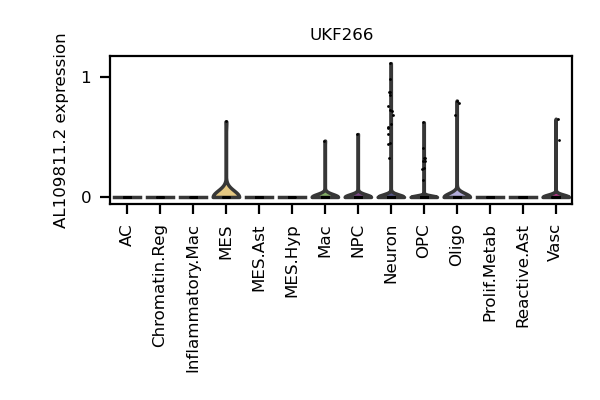 UKF266
AL109811.2 expression
1
0
AC
Chromatin.Reg
Inflammatory.Mac
MES
MES.Ast
MES.Hyp
Mac
NPC
Neuron
OPC
Oligo
Prolif.Metab
Reactive.Ast
Vasc